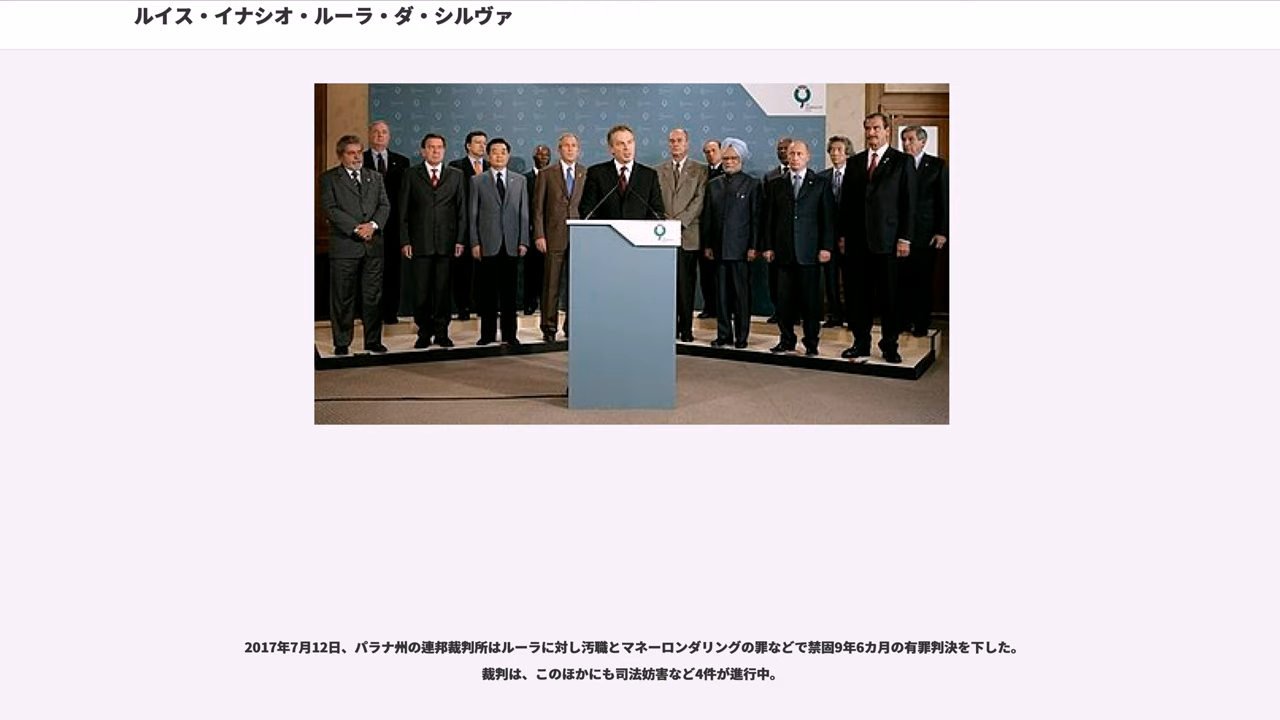 ルイス・イナシオ・ルーラ・ダ・シルヴァ
2017年7月12日、パラナ州の連邦裁判所はルーラに対し汚職とマネーロンダリングの罪などで禁固9年6カ月の有罪判決を下した。
裁判は、このほかにも司法妨害など4件が進行中。